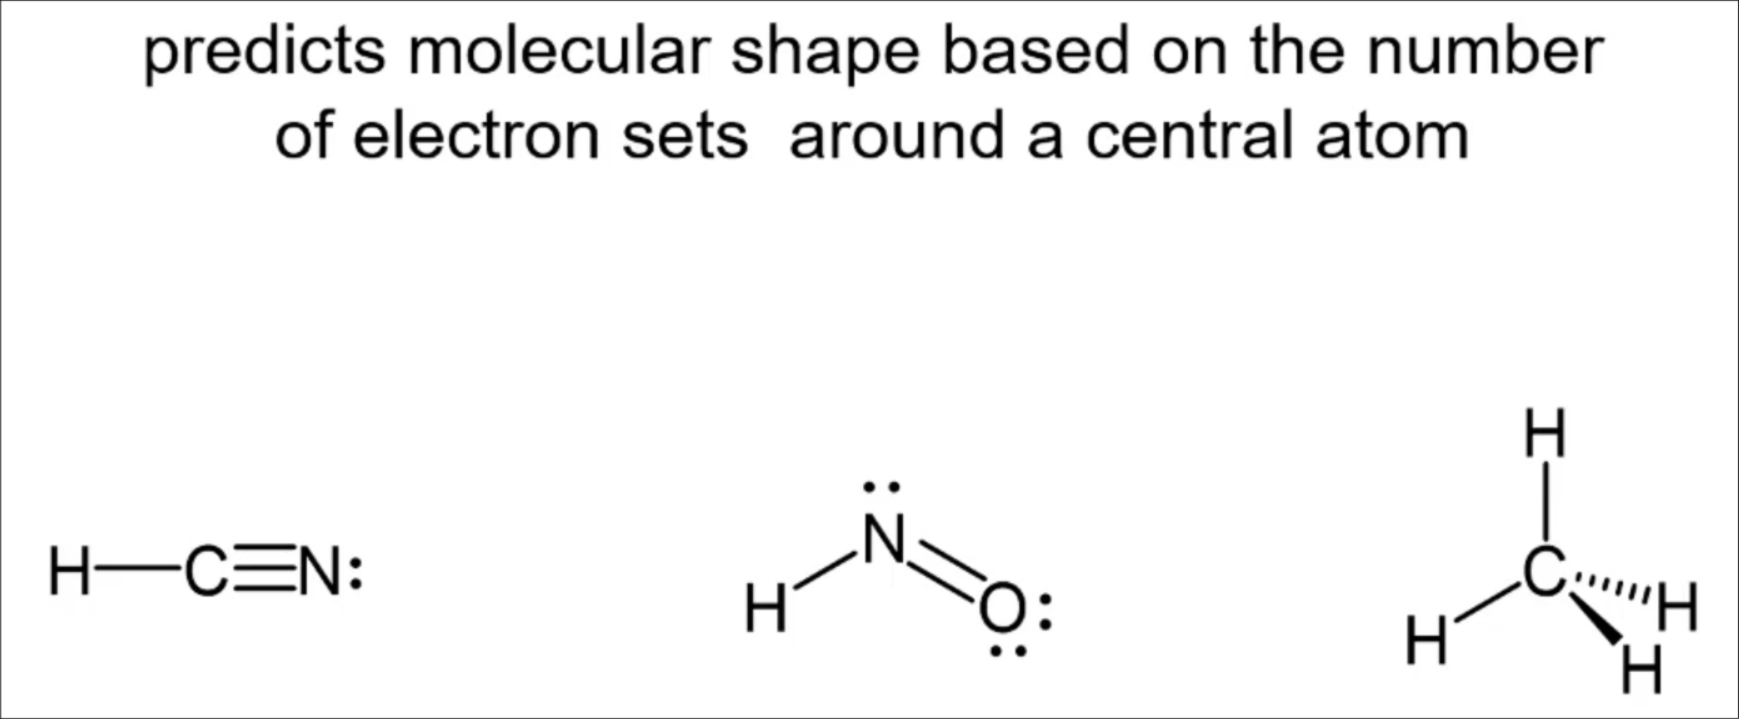 predicts molecular shape based on the number
of electron sets around a central atom
H C N:
H N O
H C H H H